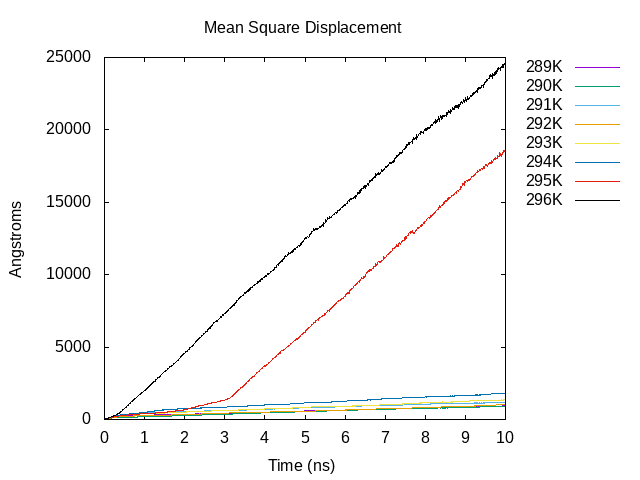 Mean Square Displacement
25000
20000
15000
10000
5000
0
Angstroms
0 1 2 3 4 5 6 7 8 9 10
Time (ns)
289K
290K
291K
292K
293K
294K
295K
296K